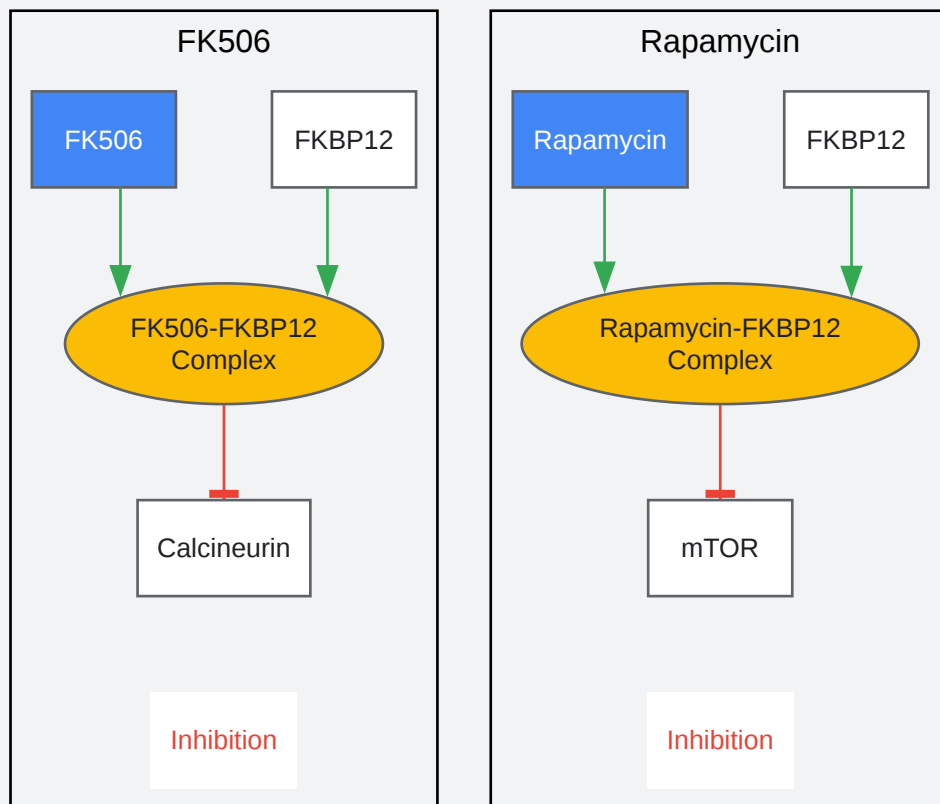 FK506
FK506
FKBP12
FK506-FKBP12
Complex
Calcineurin
Inhibition
Rapamycin
Rapamycin
FKBP12
Rapamycin-FKBP12
Complex
mTOR
Inhibition